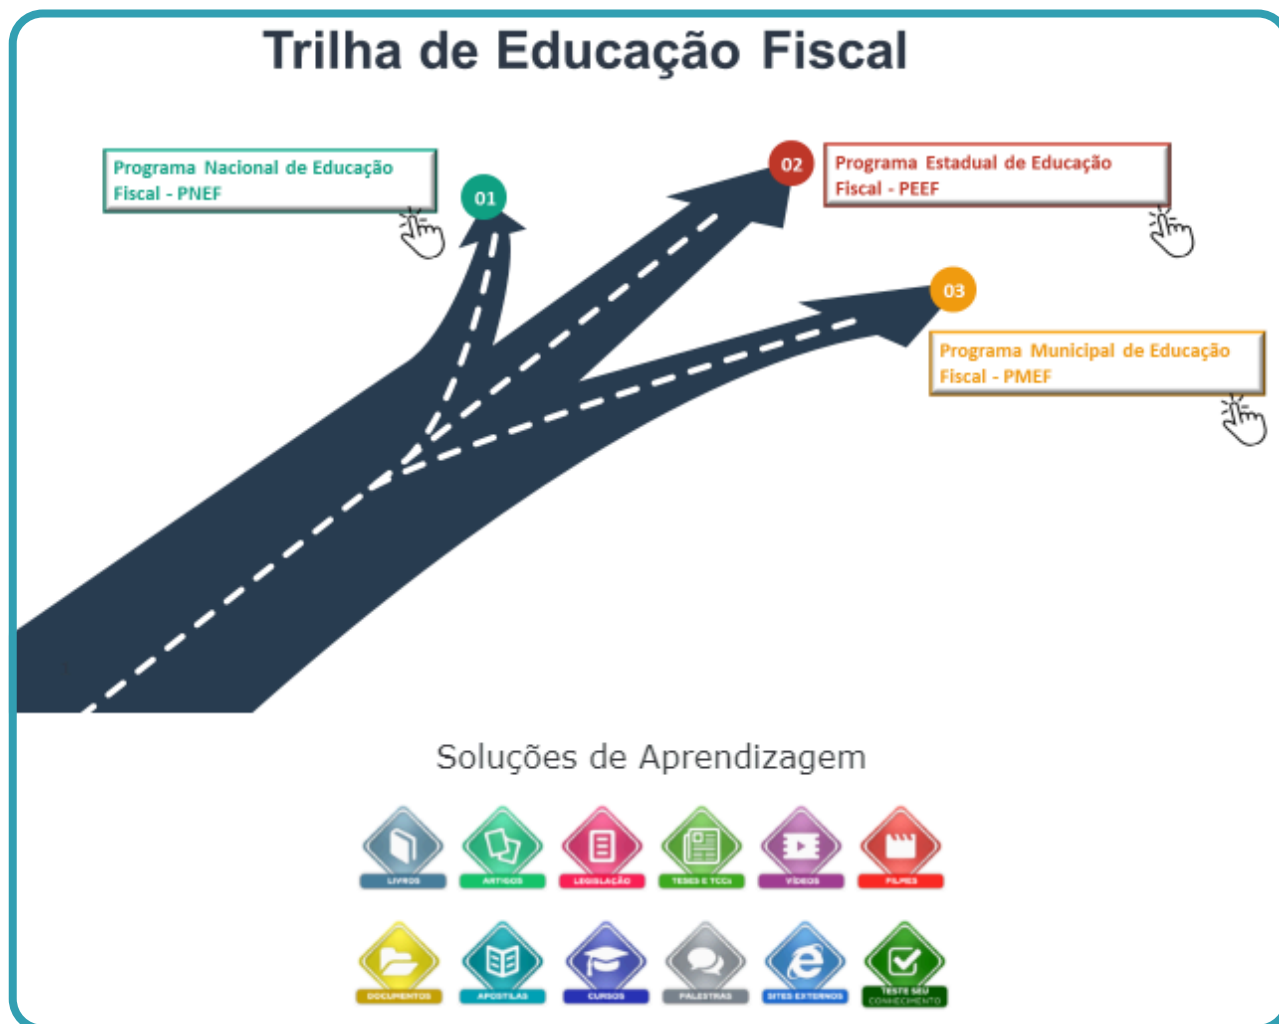 Trilha de Educação Fiscal
Programa Nacional de Educação
Fiscal - PNEF
01
02
Programa Estadual de Educação
Fiscal - PEEF
03
Programa Municipal de Educação
Fiscal - PMEF
Soluções de Aprendizagem
LIVROS
ARTIGOS
LEGISLAÇÃO
TESES E TCCs
VÍDEOS
FILMES
DOCUMENTOS
APOSTILAS
CURSOS
PALESTRAS
SITES EXTERNOS
TESTE SEU
CONHECIMENTO